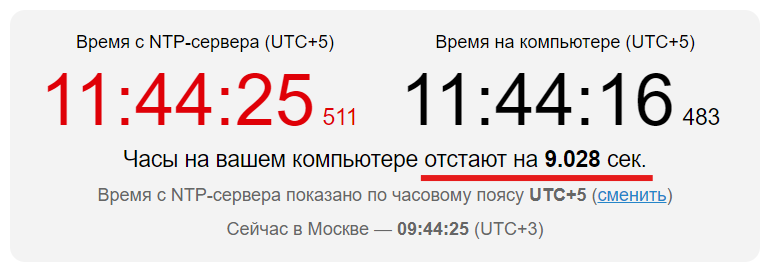 Время с NTP-сервера (UTC+5) Время на компьютере (UTC+5)
11:44:25 511 11:44:16 483
Часы на вашем компьютере отстают на 9.028 сек.
Время с NTP-сервера показано по часовому поясу UTC+5 (сменить)
Сейчас в Москве — 09:44:25 (UTC+3)